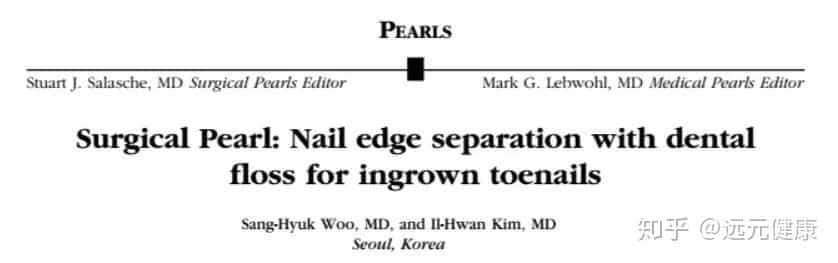 PEARLS
Stuart J. Salasche, MD Surgical Pearls Editor
Mark G. Lebwohl, MD Medical Pearls Editor
Surgical Pearl: Nail edge separation with dental
floss for ingrown toenails
Sang-Hyuk Woo, MD, and Il-Hwan Kim, MD
Seoul, Korea
知乎 @远元健康